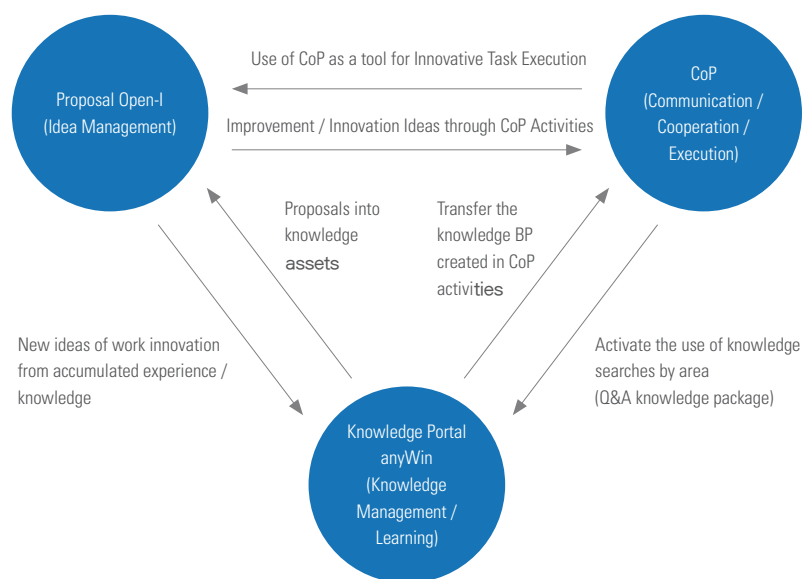 Use of CoP as a tool for Innovative Task Execution
Proposal Open-I
(Idea Management)
CoP
(Communication /
Cooperation /
Execution)
Improvement / Innovation Ideas through CoP Activities
Proposals into
knowledge
assets
Transfer the
knowledge BP
created in CoP
activities
New ideas of work innovation
from accumulated experience /
knowledge
Activate the use of knowledge
searches by area
(Q&A knowledge package)
Knowledge Portal
anyWin
(Knowledge
Management /
Learning)